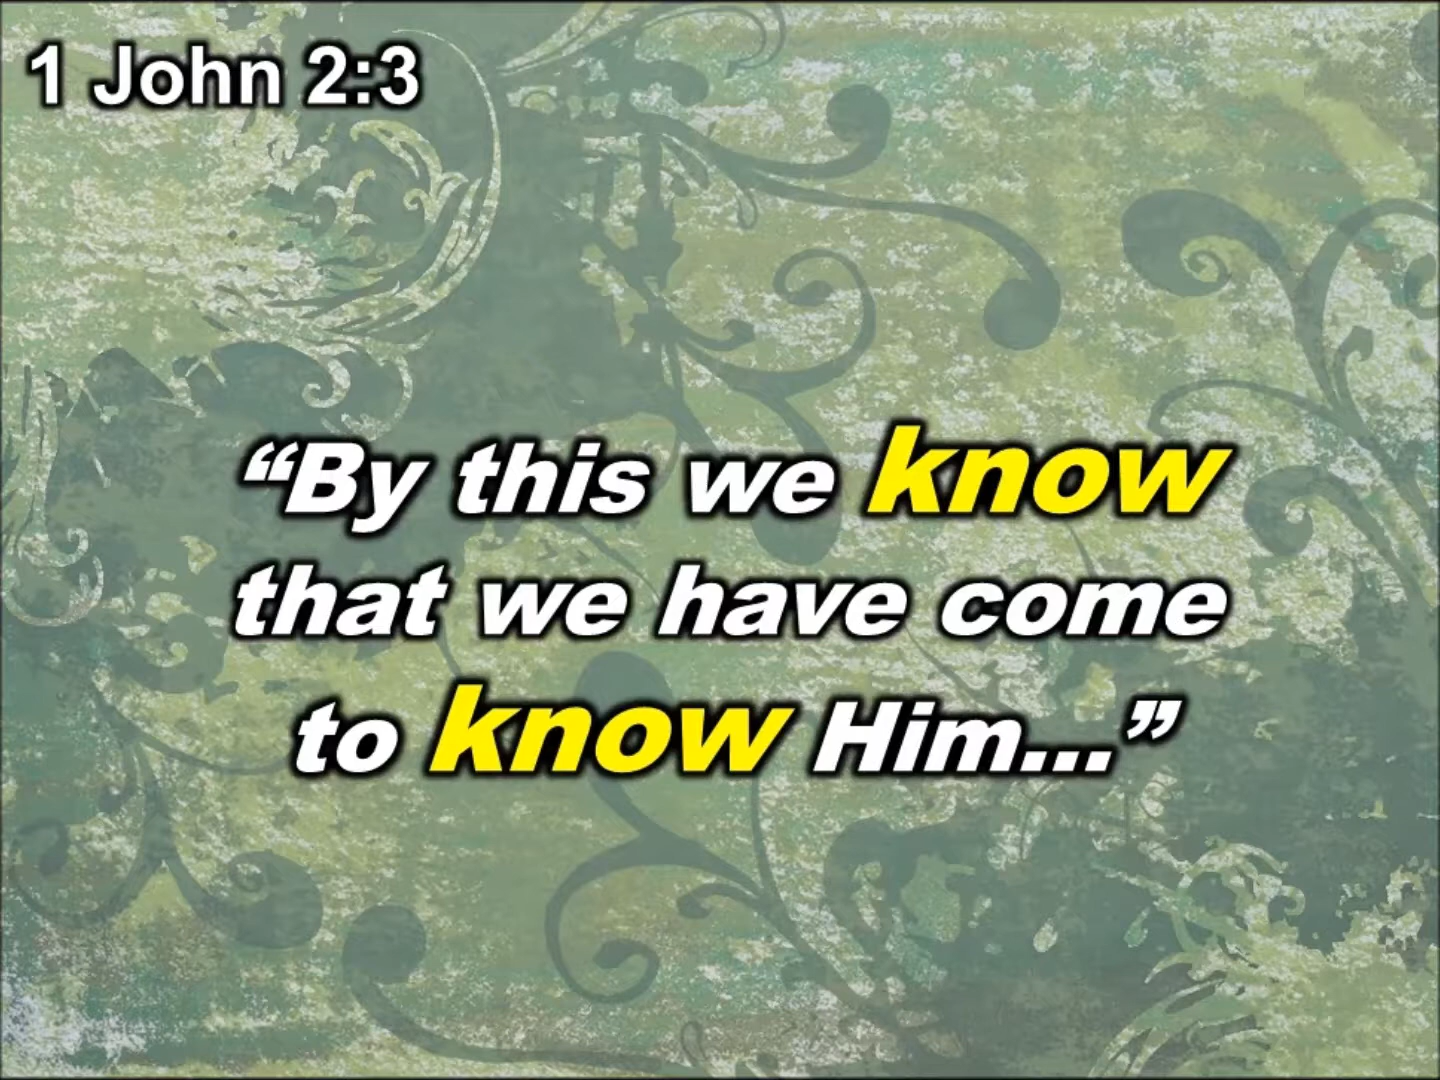 1 John 2:3
“By this we know
that we have come
to know Him...”